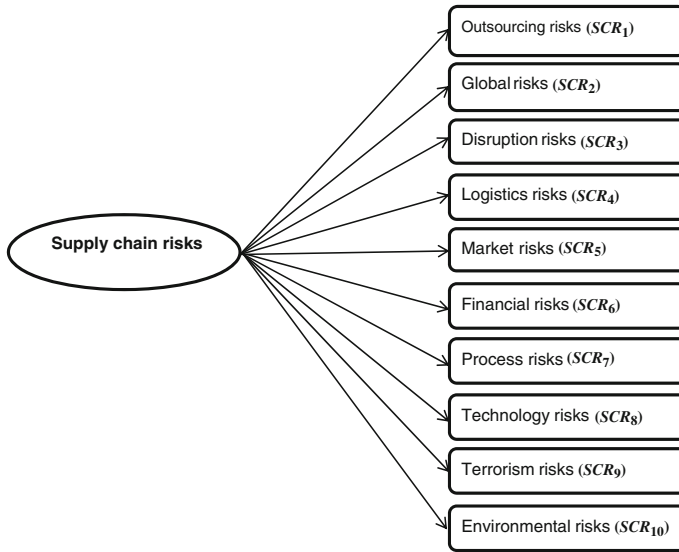 Outsourcing risks (SCR1)
Global risks (SCR2)
Disruption risks (SCR3)
Logistics risks (SCR4)
Supply chain risks
Market risks (SCR5)
Financial risks (SCR6)
Process risks (SCR7)
Technology risks (SCR8)
Terrorism risks (SCR9)
Environmental risks (SCR10)